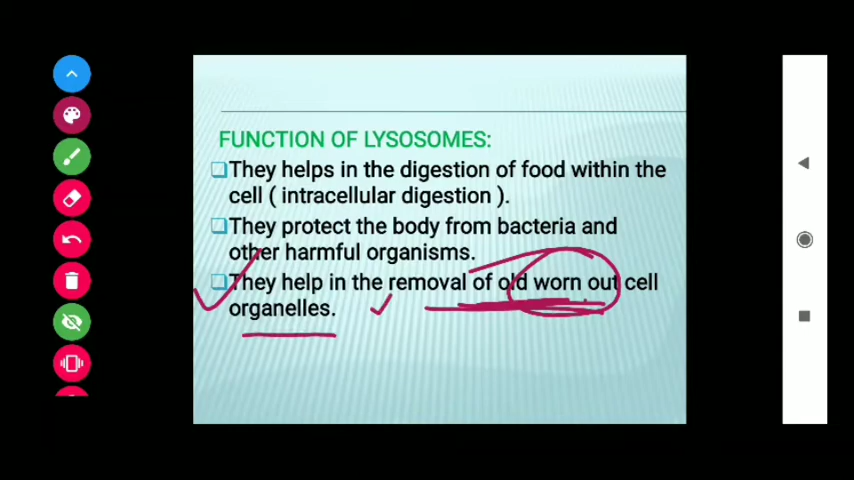 FUNCTION OF LYSOSOMES:
They helps in the digestion of food within the
cell ( intracellular digestion ).
They protect the body from bacteria and
other harmful organisms.
They help in the removal of old worn out cell
organelles.